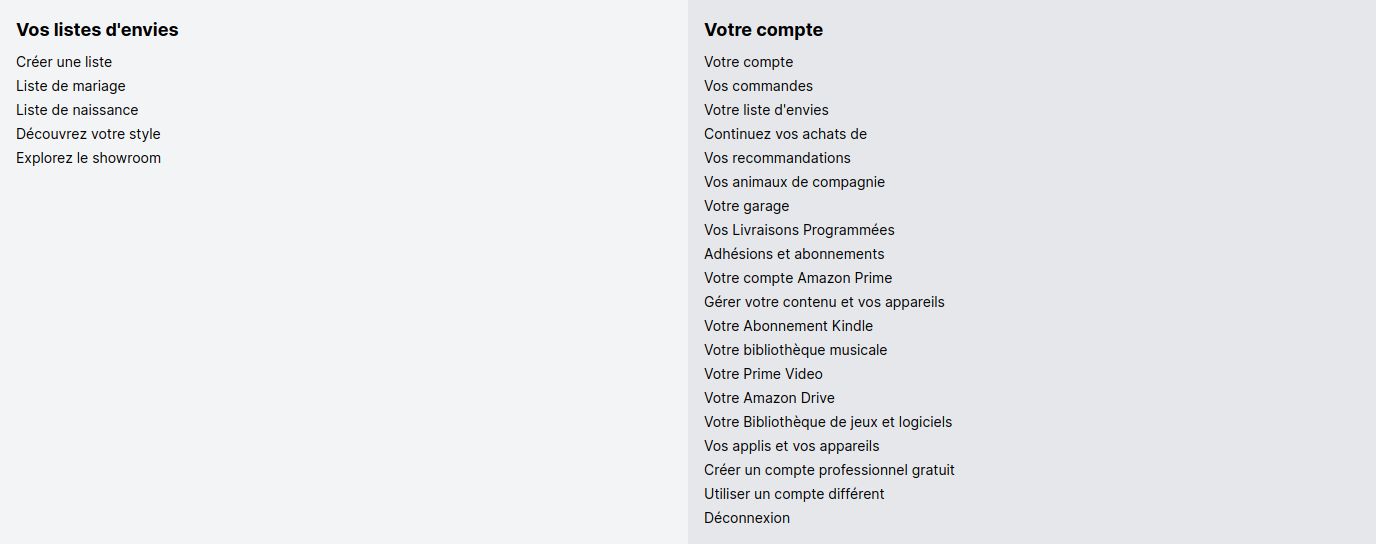 Vos listes d'envies
Créer une liste
Liste de mariage
Liste de naissance
Découvrez votre style
Explorez le showroom
Votre compte
Votre compte
Vos commandes
Votre liste d'envies
Continuez vos achats de
Vos recommandations
Vos animaux de compagnie
Votre garage
Vos Livraisons Programmées
Adhésions et abonnements
Votre compte Amazon Prime
Gérer votre contenu et vos appareils
Votre Abonnement Kindle
Votre bibliothèque musicale
Votre Prime Video
Votre Amazon Drive
Votre Bibliothèque de jeux et logiciels
Vos applis et vos appareils
Créer un compte professionnel gratuit
Utiliser un compte différent
Déconnexion